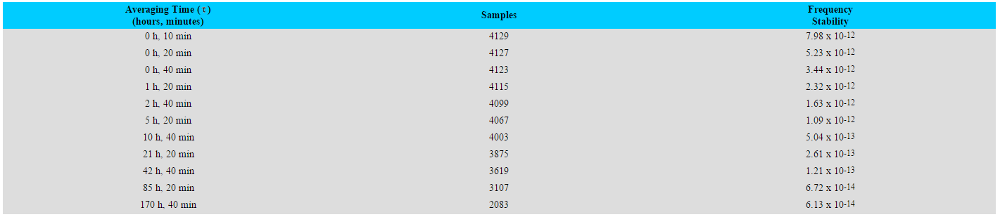 Averaging Time (τ)
(hours, minutes)
Samples
Frequency
Stability
0 h, 10 min 4129 7.98 x 10-12
0 h, 20 min 4127 5.23 x 10-12
0 h, 40 min 4123 3.44 x 10-12
1 h, 20 min 4115 2.32 x 10-12
2 h, 40 min 4099 1.63 x 10-12
5 h, 20 min 4067 1.09 x 10-12
10 h, 40 min 4003 5.04 x 10-13
21 h, 20 min 3875 2.61 x 10-13
42 h, 40 min 3619 1.21 x 10-13
85 h, 20 min 3107 6.72 x 10-14
170 h, 40 min 2083 6.13 x 10-14